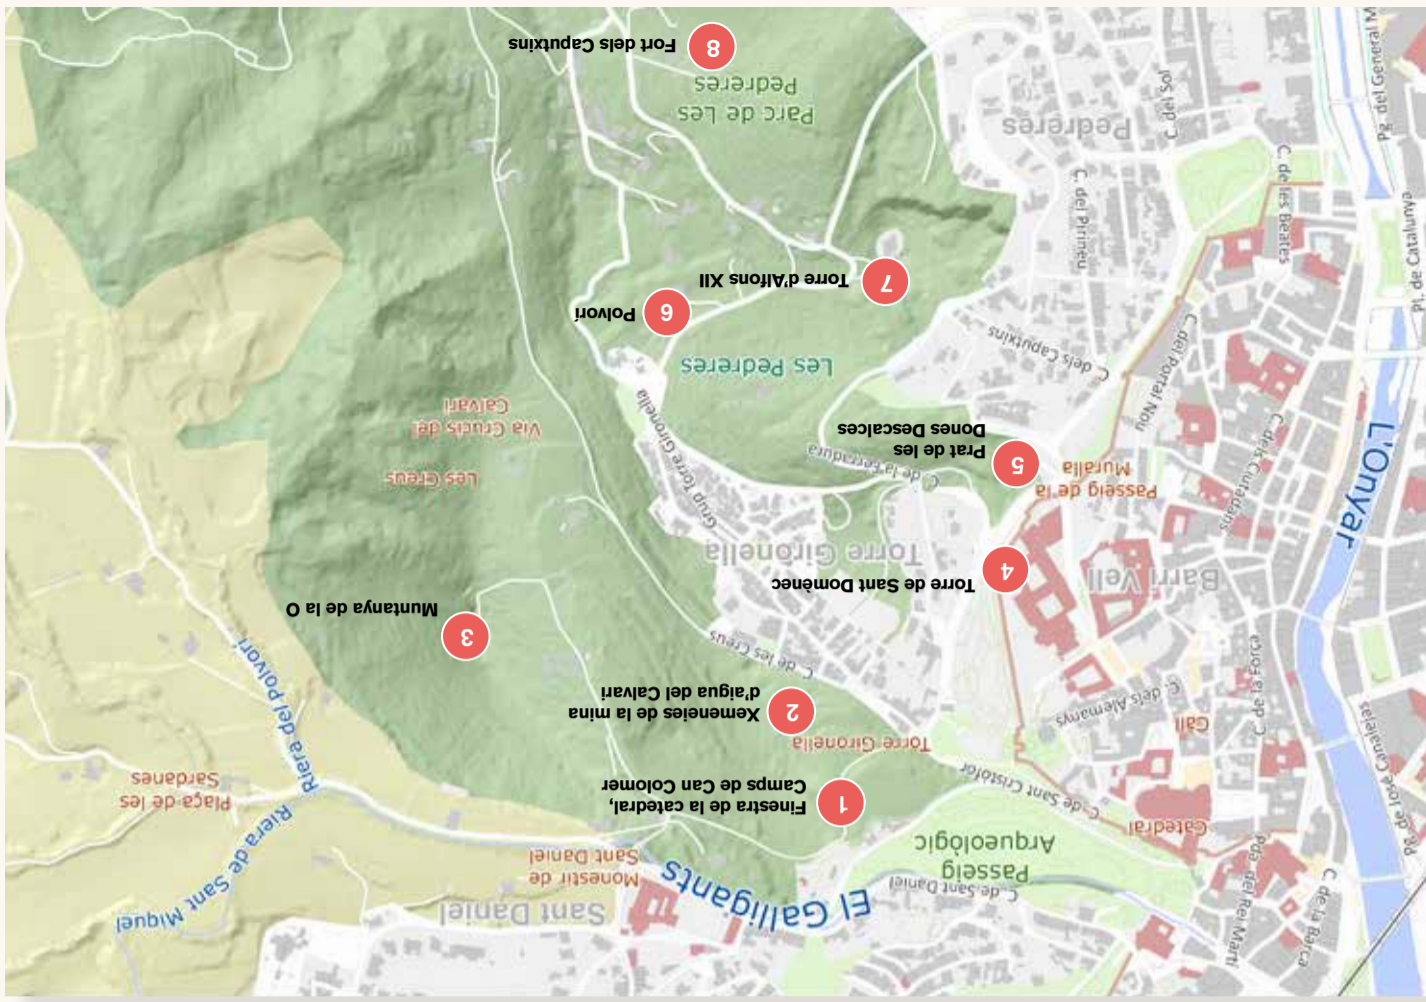 C. de la Barca
Pda. del Rei Martí
C. de Sant Daniel
El Galligants
Sant Daniel
Riera de Sant Miquel
Passeig
Arqueològic
Monestir de
Sant Daniel
Catedral
1
Finestra de la catedral,
Camps de Can Colomer
Plaça de les
Sardanes
C. de Sant Cristòfor
Pg. de Jose Canalejas
Call
C. de la Força
C. dels Alemanys
Torre Gironella
2
Xemeneies de la mina
d'aigua del Calvari
Riera del Polvorí
C. de les Creus
3
Muntanya de la O
Barri Vell
4
Torre de Sant Domènec
Torre Gironella
L'Onyar
C. dels Ciutadans
Passeig de la
Muralla
5
Prat de les
Dones Descalces
C. de la Ferradura
Grup Torre Gironella
Les Creus
Via Crucis del
Calvari
C. del Portal Nou
C. dels Caputxins
Les Pedreres
6
Polvorí
7
Torre d'Alfons XII
Pl. de Catalunya
C. de les Beates
C. del Pirineu
Pedreres
C. del Sol
Parc de Les
Pedreres
8
Fort dels Caputxins
Pg. del General M